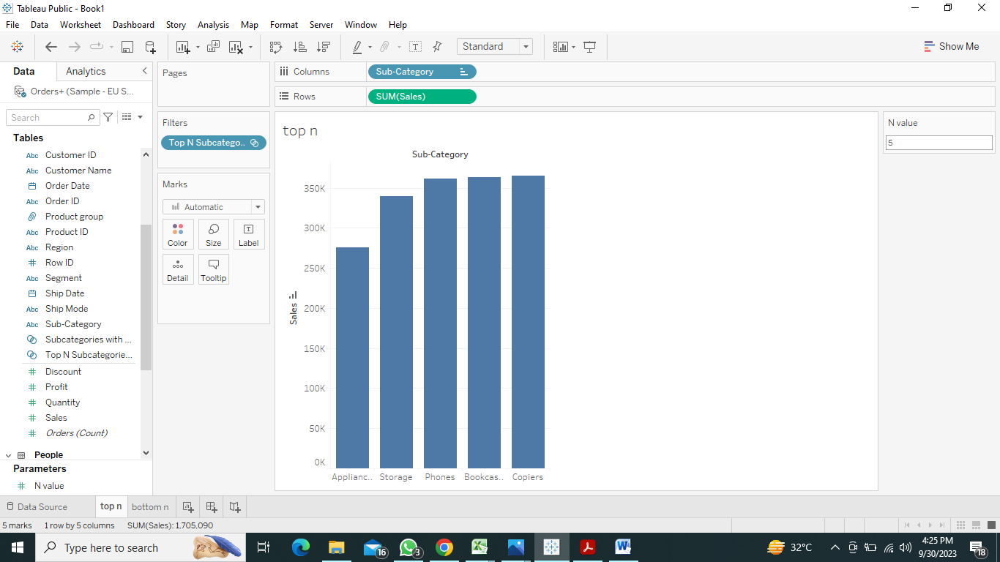 Tableau Public - Book1
File Data Worksheet Dashboard Story Analysis Map Format Server Window Help
Standard
Show Me
Data Analytics
Orders+ (Sample - EU S...
Search
Tables
Customer ID
Abc
Customer Name
Abc
Order Date
Order ID
Abc
Product group
Product ID
Abc
Region
Abc
Row ID
Segment
Abc
Ship Date
Ship Mode
Abc
Sub-Category
Abc
Subcategories with ...
Top N Subcategorie...
Discount
Profit
Quantity
Sales
Orders (Count)
People
Parameters
N value
Pages
Filters
Top N Subcatego..
Marks
Automatic
Color Size Label
Detail Tooltip
Columns Sub-Category
Rows SUM(Sales)
top n
Sub-Category
350K
300K
250K
200K
150K
100K
50K
0K
Sales
Applianc.. Storage Phones Bookcas.. Copiers
N value
5
Data Source top n bottom n
5 marks 1 row by 5 columns SUM(Sales): 1,705,090
Type here to search
16
3
32°C
4:25 PM
9/30/2023
18